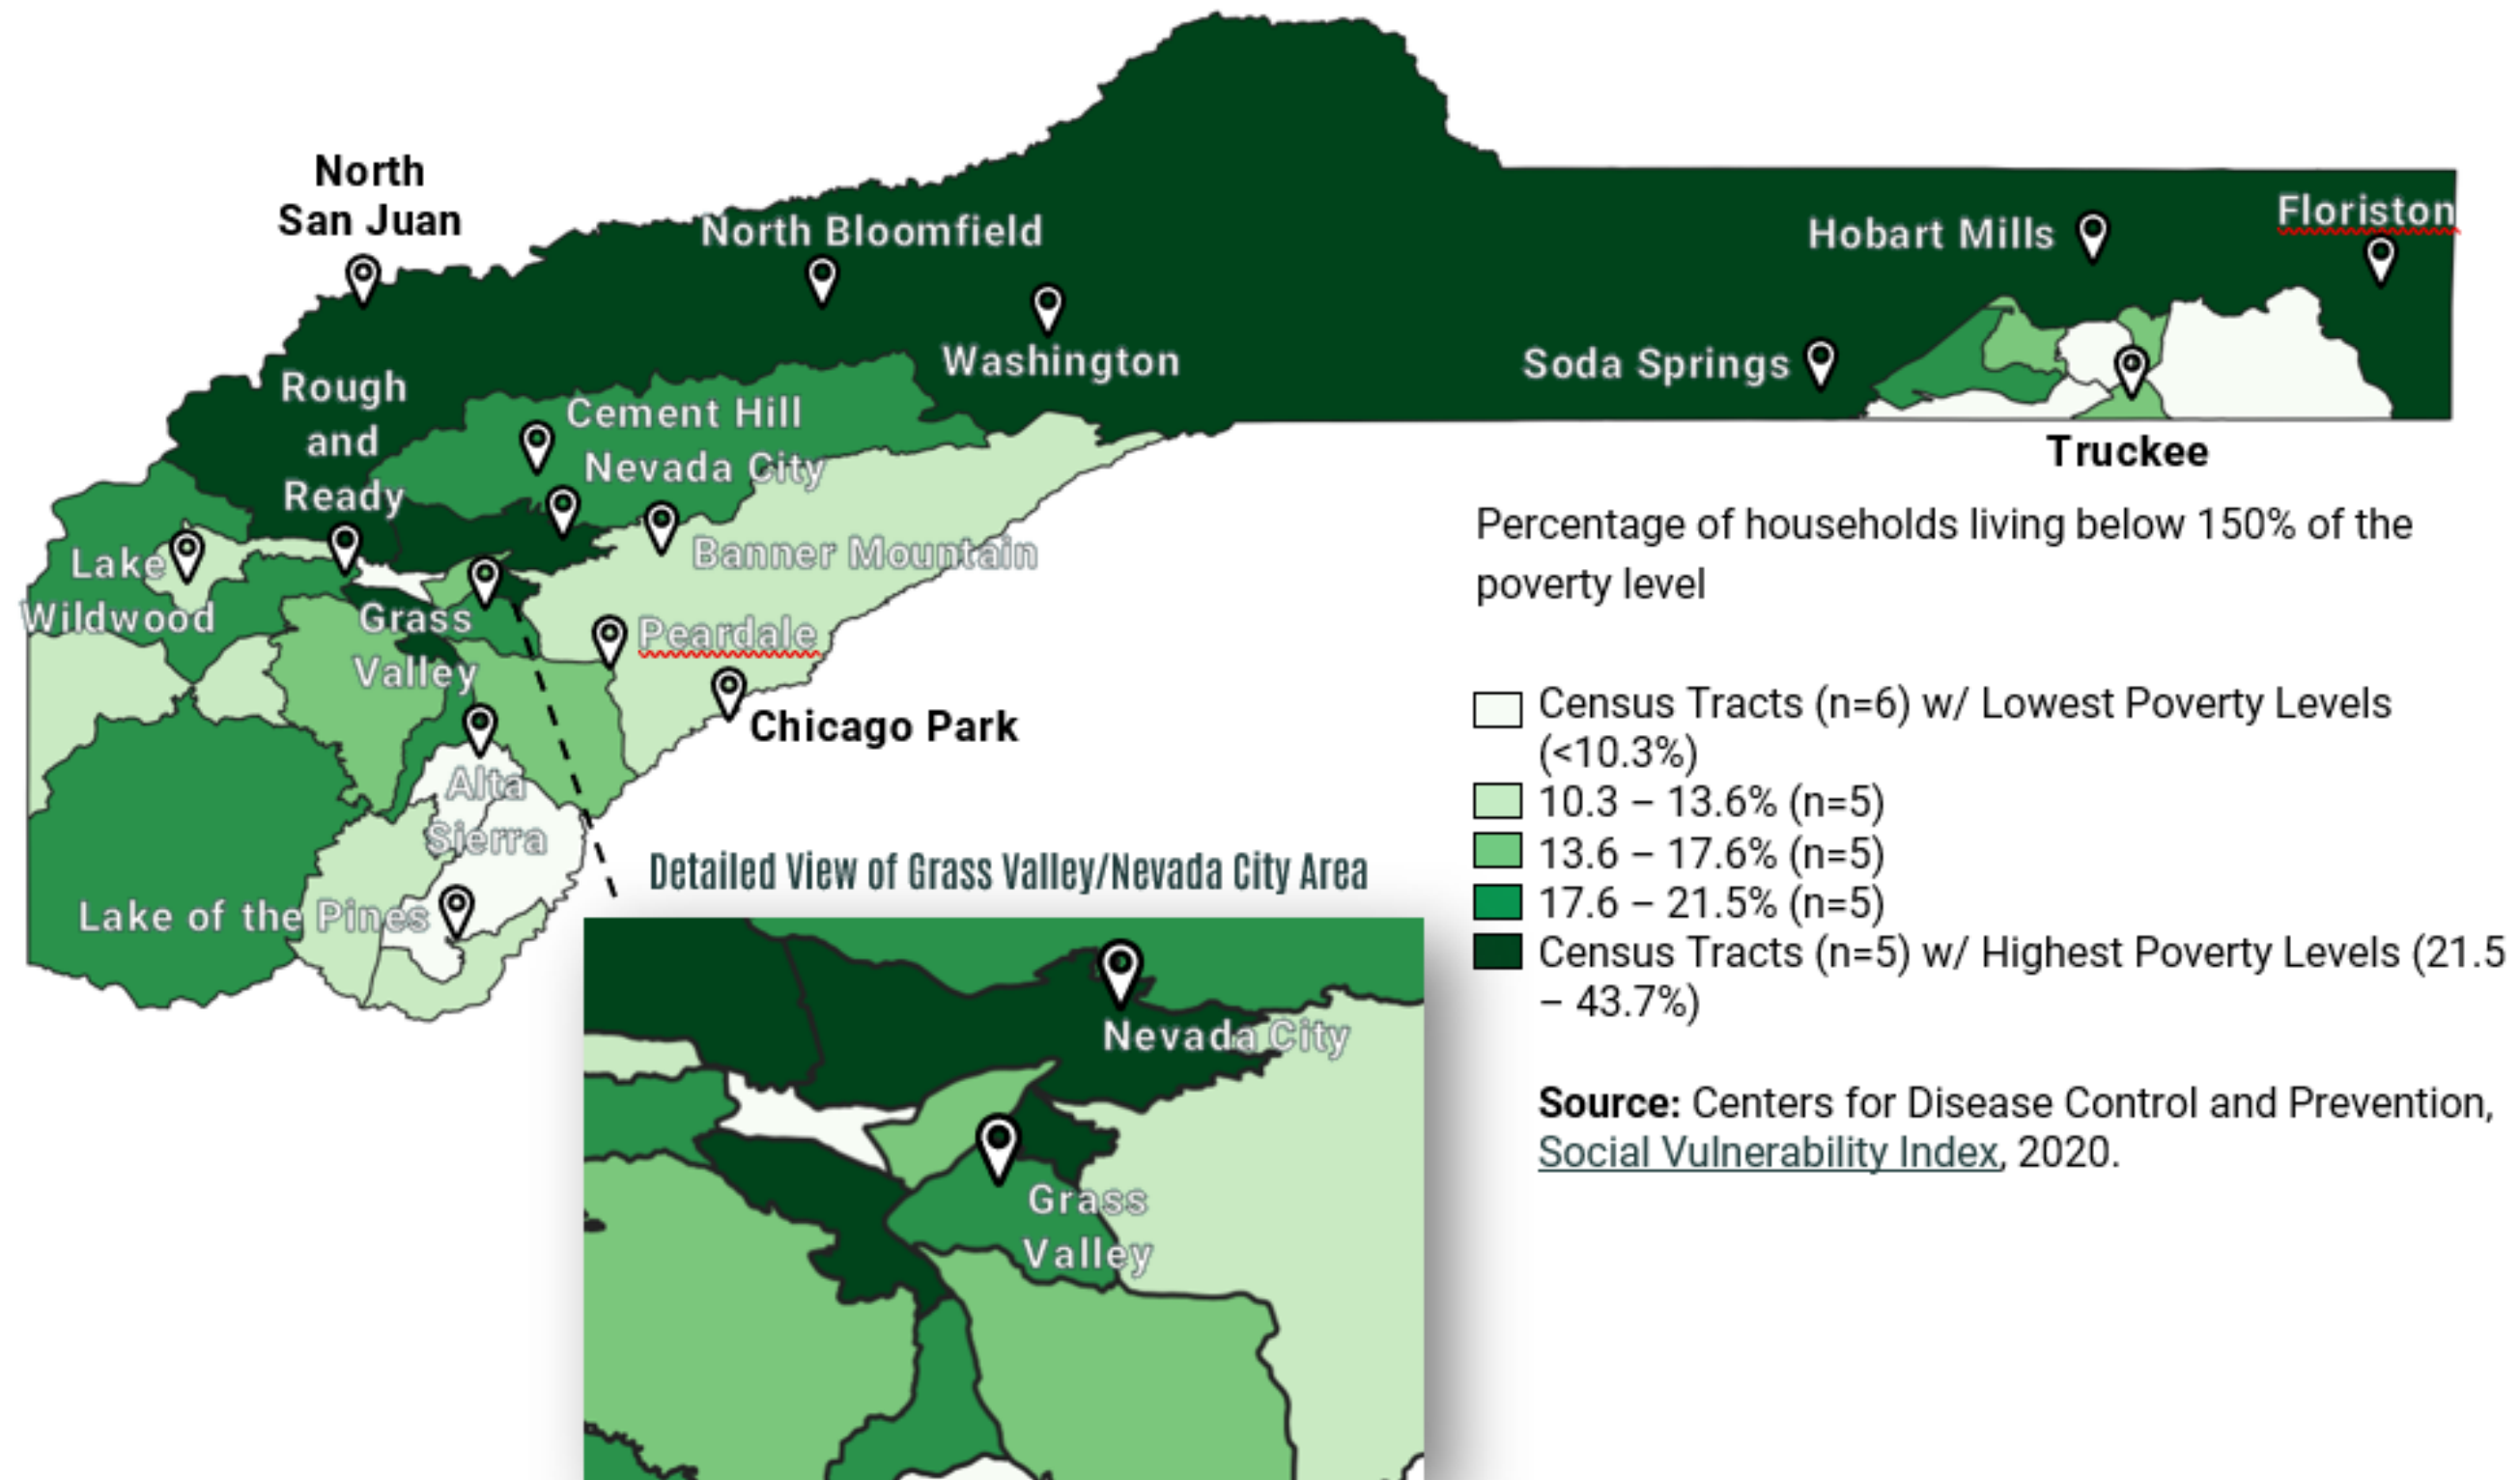 North
San Juan
North Bloomfield
Hobart Mills
Floriston
Washington
Soda Springs
Rough
and
Ready
Cement Hill
Nevada City
Truckee
Lake
Wildwood
Banner Mountain
Grass
Valley
Peardale
Chicago Park
Alta
Sierra
Lake of the Pines
Percentage of households living below 150% of the
poverty level
Census Tracts (n=6) w/ Lowest Poverty Levels
(<10.3%)
10.3 – 13.6% (n=5)
13.6 – 17.6% (n=5)
17.6 – 21.5% (n=5)
Census Tracts (n=5) w/ Highest Poverty Levels (21.5
– 43.7%)
Source: Centers for Disease Control and Prevention,
Social Vulnerability Index, 2020.
Detailed View of Grass Valley/Nevada City Area
Nevada City
Grass
Valley